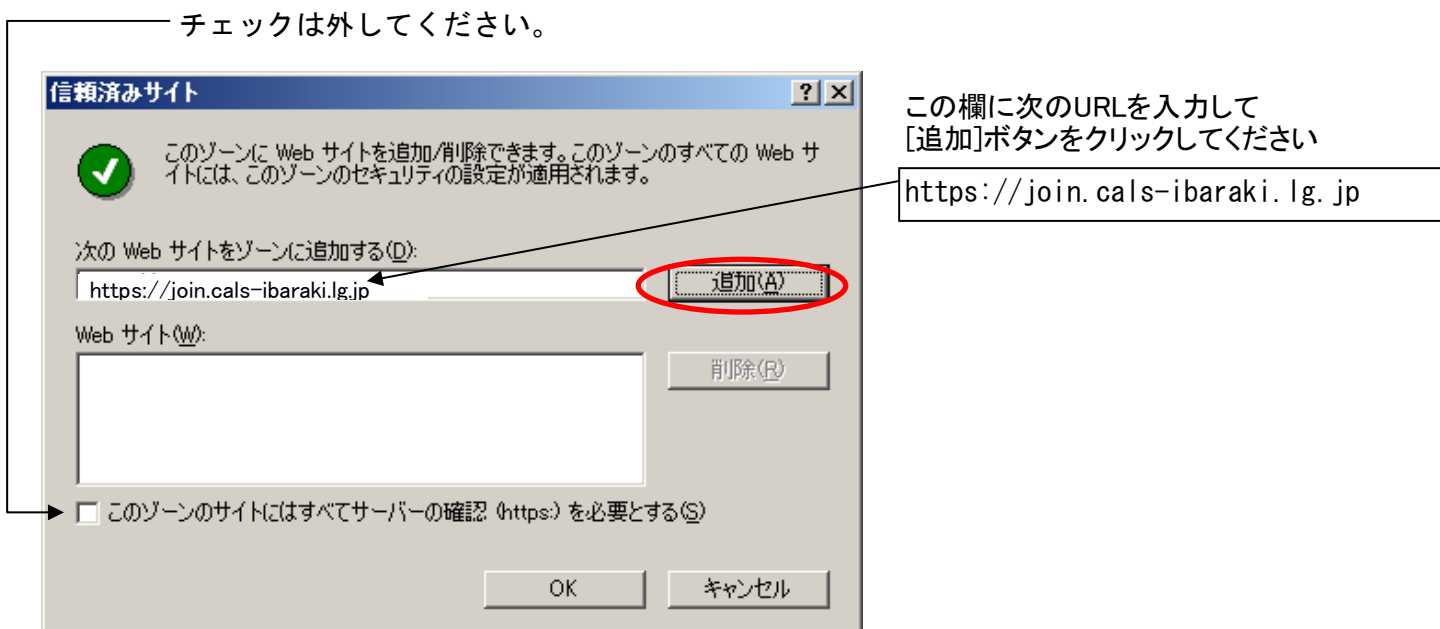 チェックは外してください。
信頼済みサイト
このゾーンに Web サイトを追加/削除できます。このゾーンのすべての Web サ
イトには、このゾーンのセキュリティの設定が適用されます。
この欄に次のURLを入力して
[追加]ボタンをクリックしてください
https://join.cals-ibaraki.lg.jp
次の Web サイトをゾーンに追加する(D):
https://join.cals-ibaraki.lg.jp
追加(A)
Web サイト(W):
削除(R)
このゾーンのサイトにはすべてサーバーの確認 (https:) を必要とする(S)
OK
キャンセル